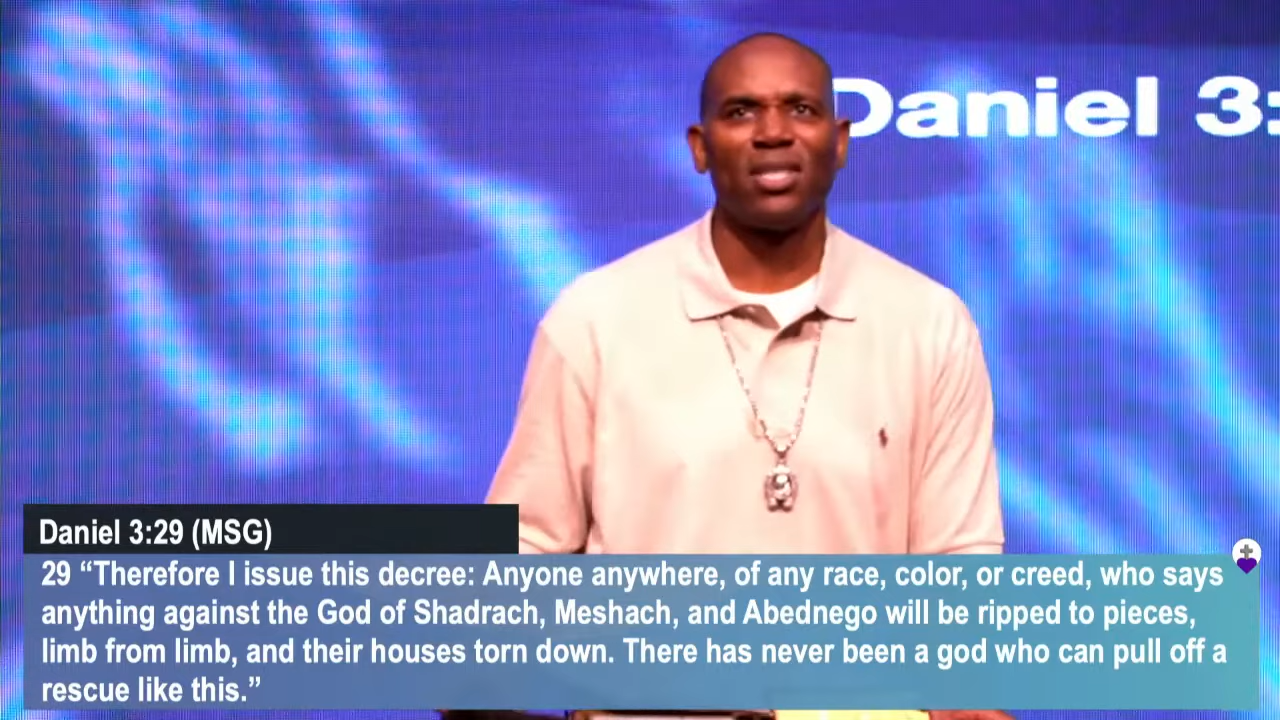 Daniel 3:
Daniel 3:29 (MSG)
29 “Therefore I issue this decree: Anyone anywhere, of any race, color, or creed, who says
anything against the God of Shadrach, Meshach, and Abednego will be ripped to pieces,
limb from limb, and their houses torn down. There has never been a god who can pull off a
rescue like this.”